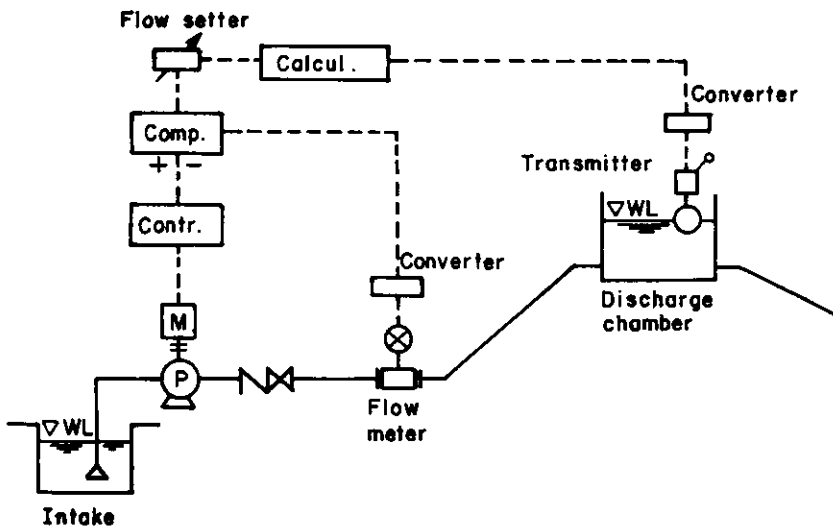 Flow setter
Calcul.
Converter
Comp.
+ -
Transmitter
▽ WL
Contr.
Converter
Discharge
chamber
M
P
Flow
meter
▽ WL
Intake